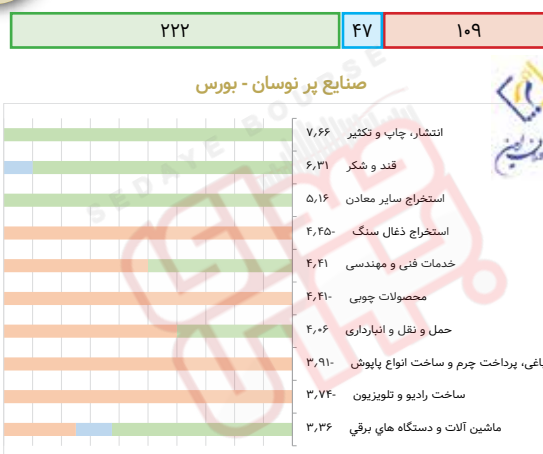 ۲۲۲ ۴۷ ۱۰۹
صنایع پر نوسان - بورس
انتشار، چاپ و تکثیر ۷٫۶۶
قند و شکر ۶٫۳۱
استخراج سایر معادن ۵٫۱۶
استخراج ذغال سنگ -۴٫۴۵
خدمات فنی و مهندسی ۴٫۴۱
محصولات چوبی -۴٫۴۱
حمل و نقل و انبارداری ۴٫۰۶
باغی، پرداخت چرم و ساخت انواع پاپوش -۳٫۹۱
ساخت رادیو و تلویزیون -۳٫۷۴
ماشین آلات و دستگاه هاي برقي ۳٫۳۶
SEDAYE BOURSE